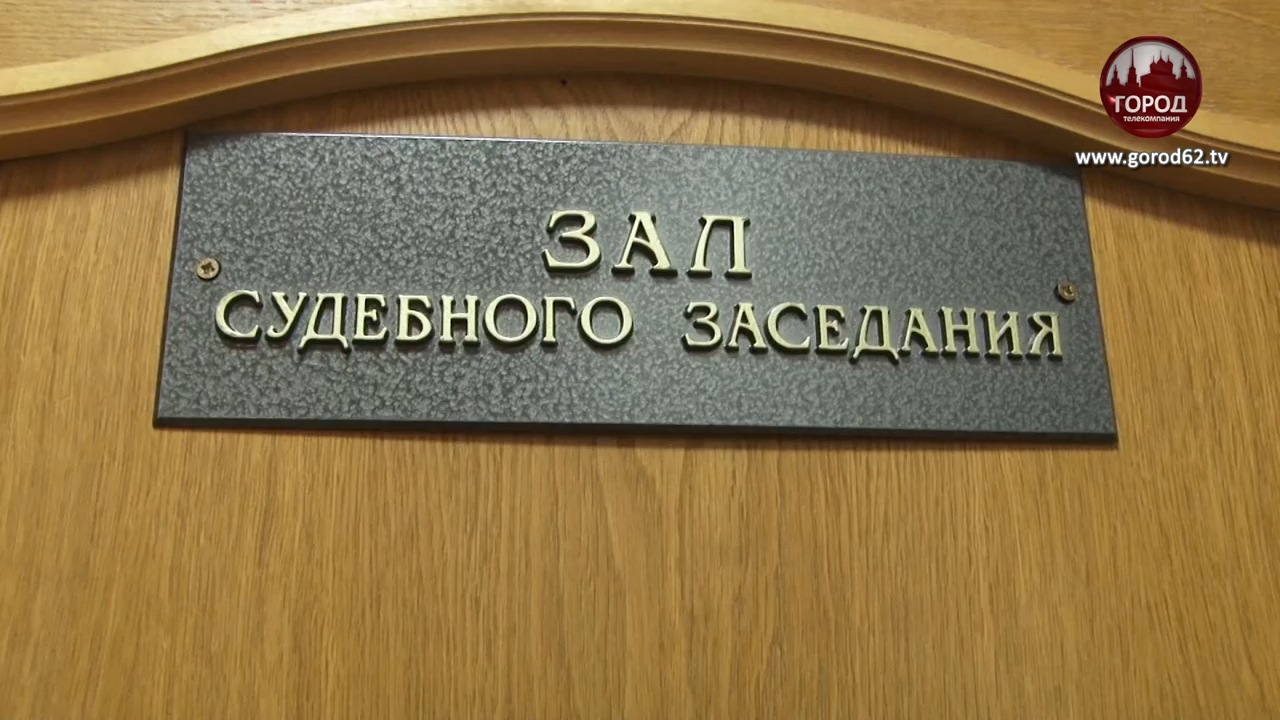 ГОРОД
телекомпания
www.gorod62.tv
ЗАЛ
СУДЕБНОГО ЗАСЕДАНИЯ